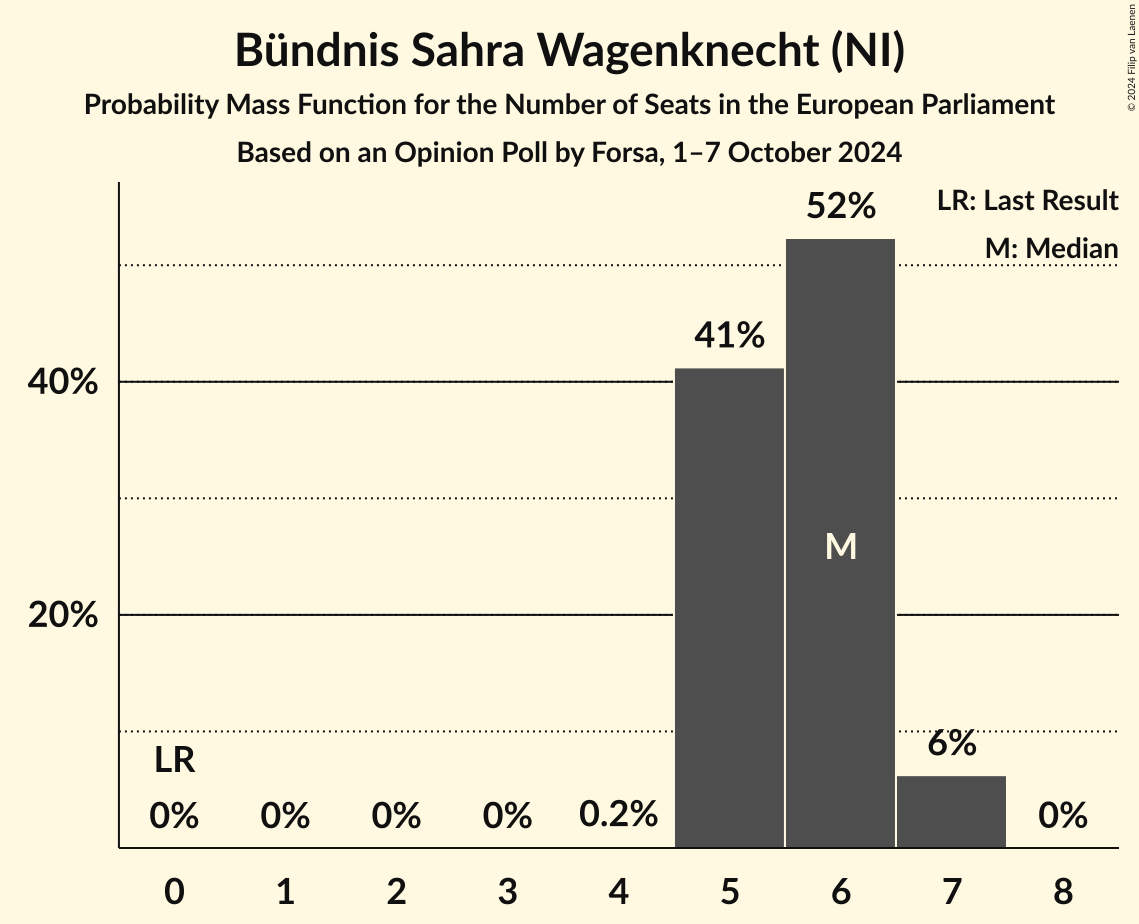 Bündnis Sahra Wagenknecht (NI)
Probability Mass Function for the Number of Seats in the European Parliament
Based on an Opinion Poll by Forsa, 1–7 October 2024
© 2024 Filip van Laenen
LR: Last Result
M: Median
52%
41%
40%
M
20%
6%
LR
0% 0% 0% 0% 0.2% 0%
0 1 2 3 4 5 6 7 8